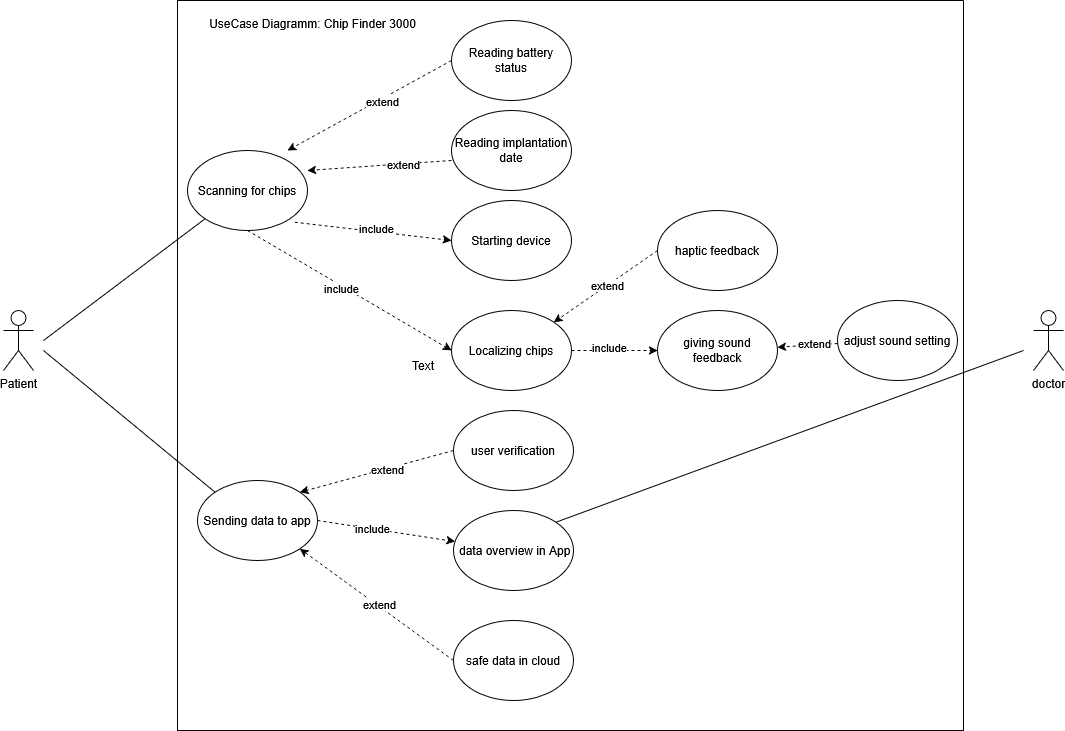 UseCase Diagramm: Chip Finder 3000
Reading battery
status
extend
Reading implantation
date
extend
Scanning for chips
include
Starting device
haptic feedback
include
extend
Localizing chips
include
giving sound
feedback
extend
adjust sound setting
Text
Patient
doctor
user verification
extend
Sending data to app
include
data overview in App
extend
safe data in cloud